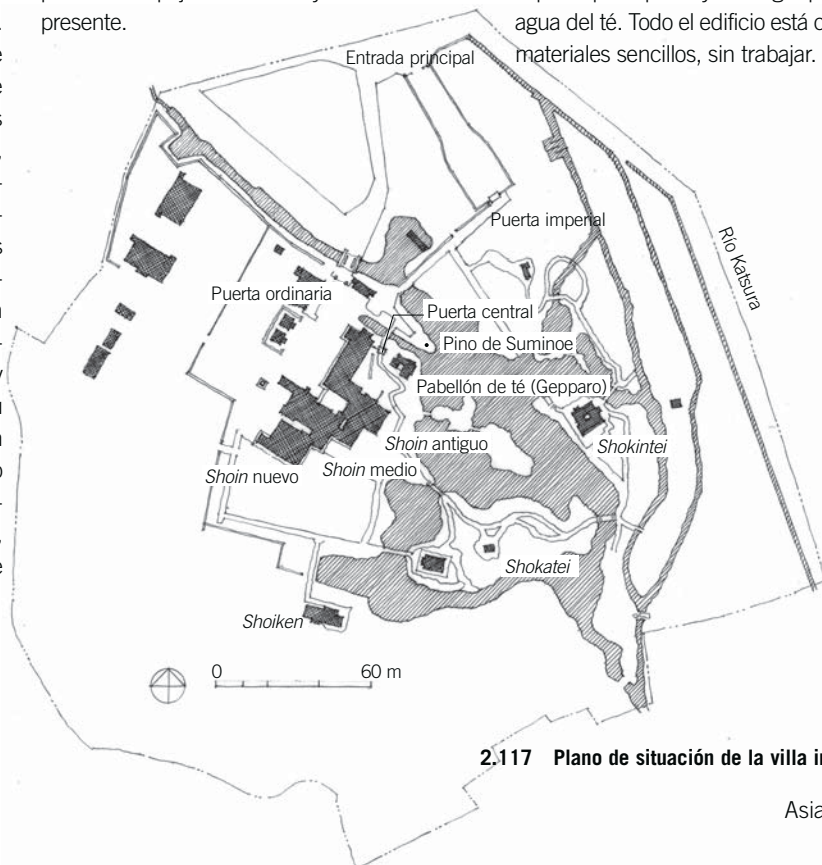 presente.
agua del té. Todo el edificio está
materiales sencillos, sin trabajar.
Entrada principal
Puerta imperial
Río Katsura
Puerta ordinaria
Puerta central
Pino de Suminoe
Pabellón de té (Gepparo)
Shoin antiguo
Shokintei
Shoin nuevo
Shoin medio
Shokatei
Shoiken
0
60 m
2.117 Plano de situación de la villa
Asia